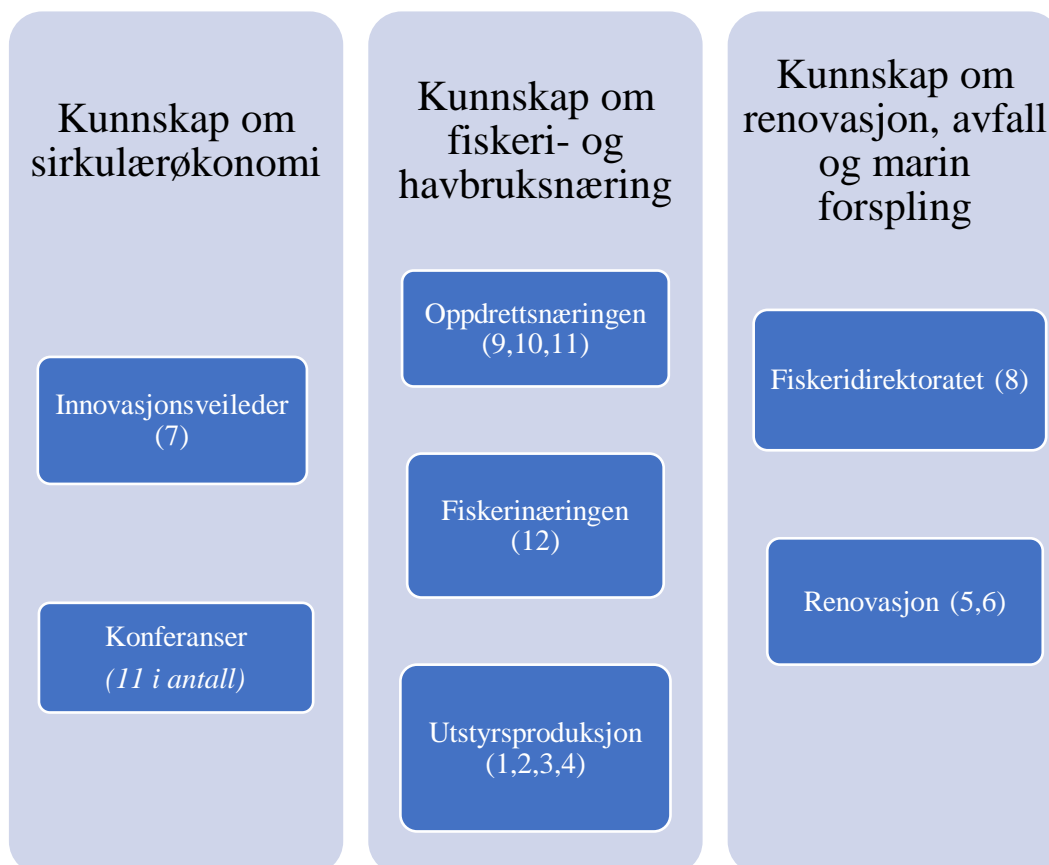 Kunnskap om
sirkulærøkonomi
Innovasjonsveileder
(7)
Konferanser
(11 i antall)
Kunnskap om
fiskeri- og
havbruksnæring
Oppdrettsnæringen
(9,10,11)
Fiskerinæringen
(12)
Utstyrsproduksjon
(1,2,3,4)
Kunnskap om
renovasjon, avfall
og marin
forspling
Fiskeridirektoratet (8)
Renovasjon (5,6)